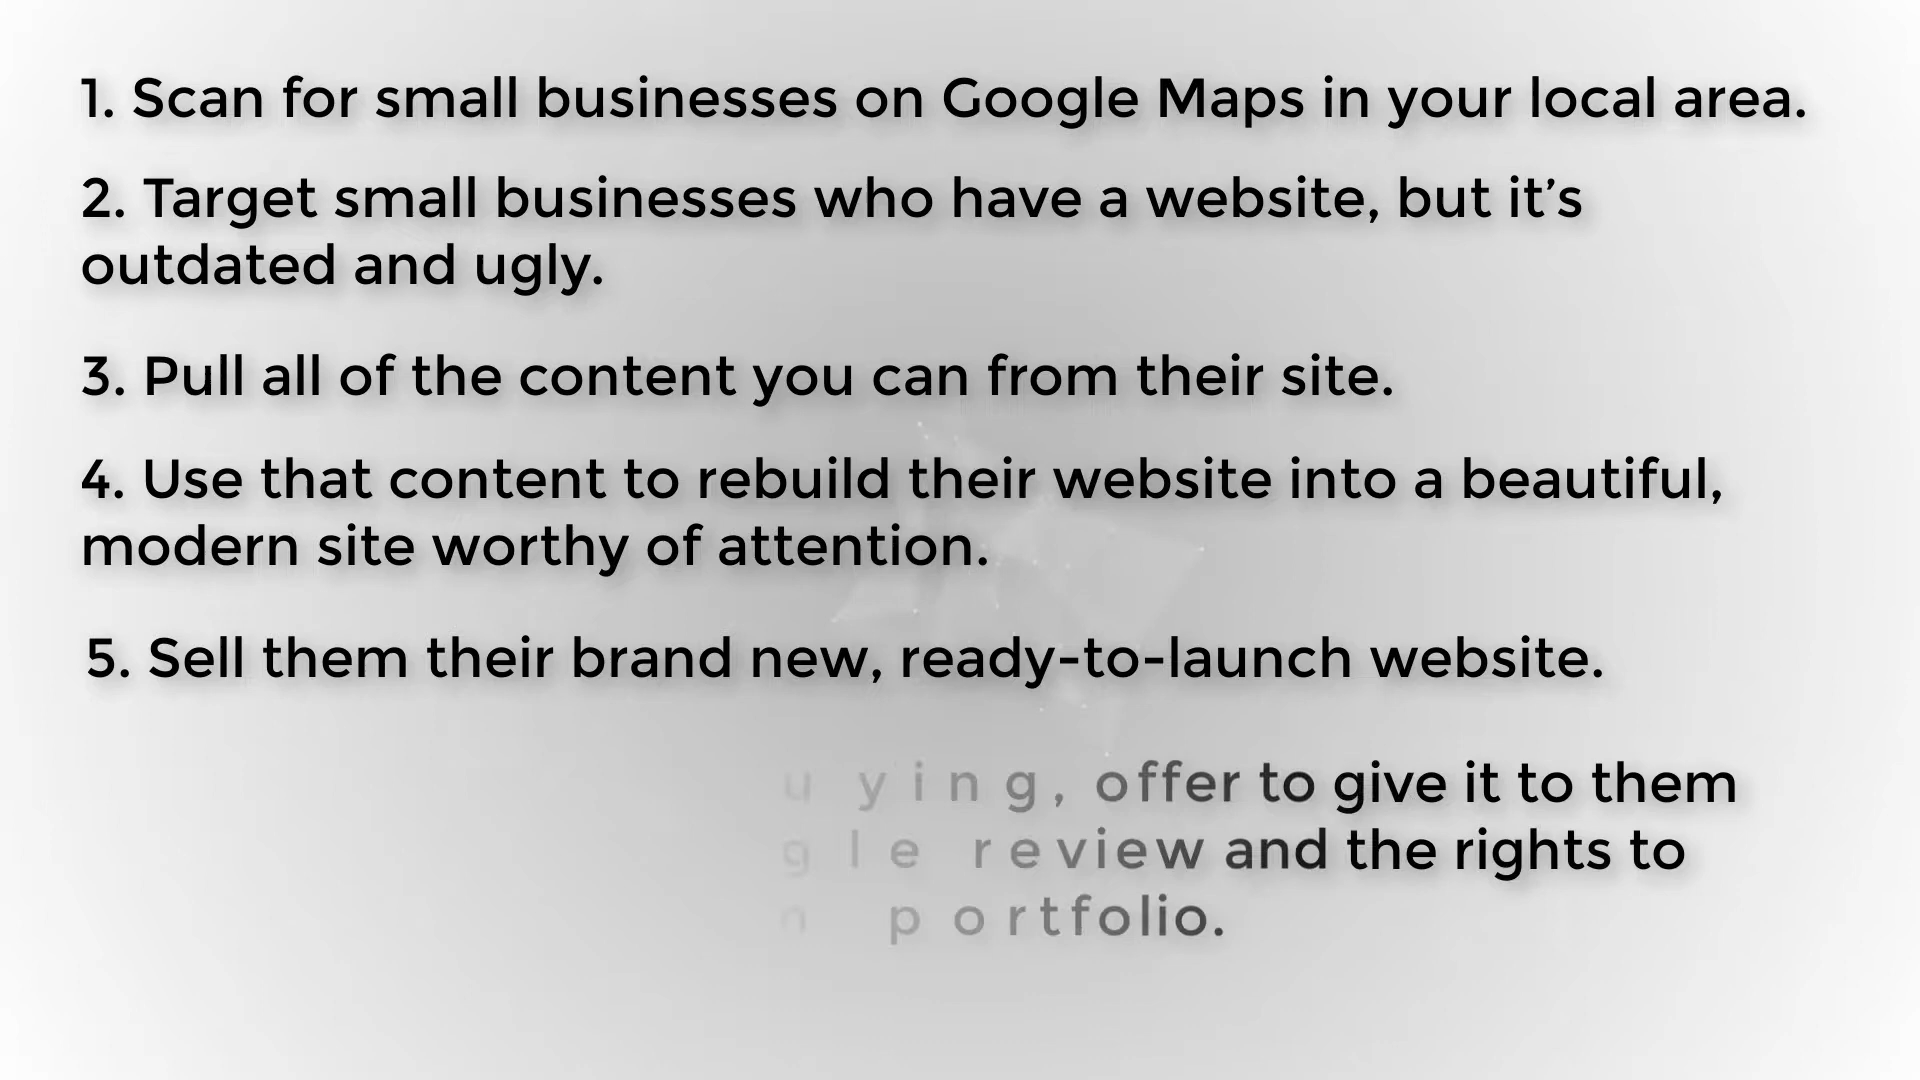 1. Scan for small businesses on Google Maps in your local area.
2. Target small businesses who have a website, but it’s
outdated and ugly.
3. Pull all of the content you can from their site.
4. Use that content to rebuild their website into a beautiful,
modern site worthy of attention.
5. Sell them their brand new, ready-to-launch website.
offer to give it to them
review and the rights to
portfolio.